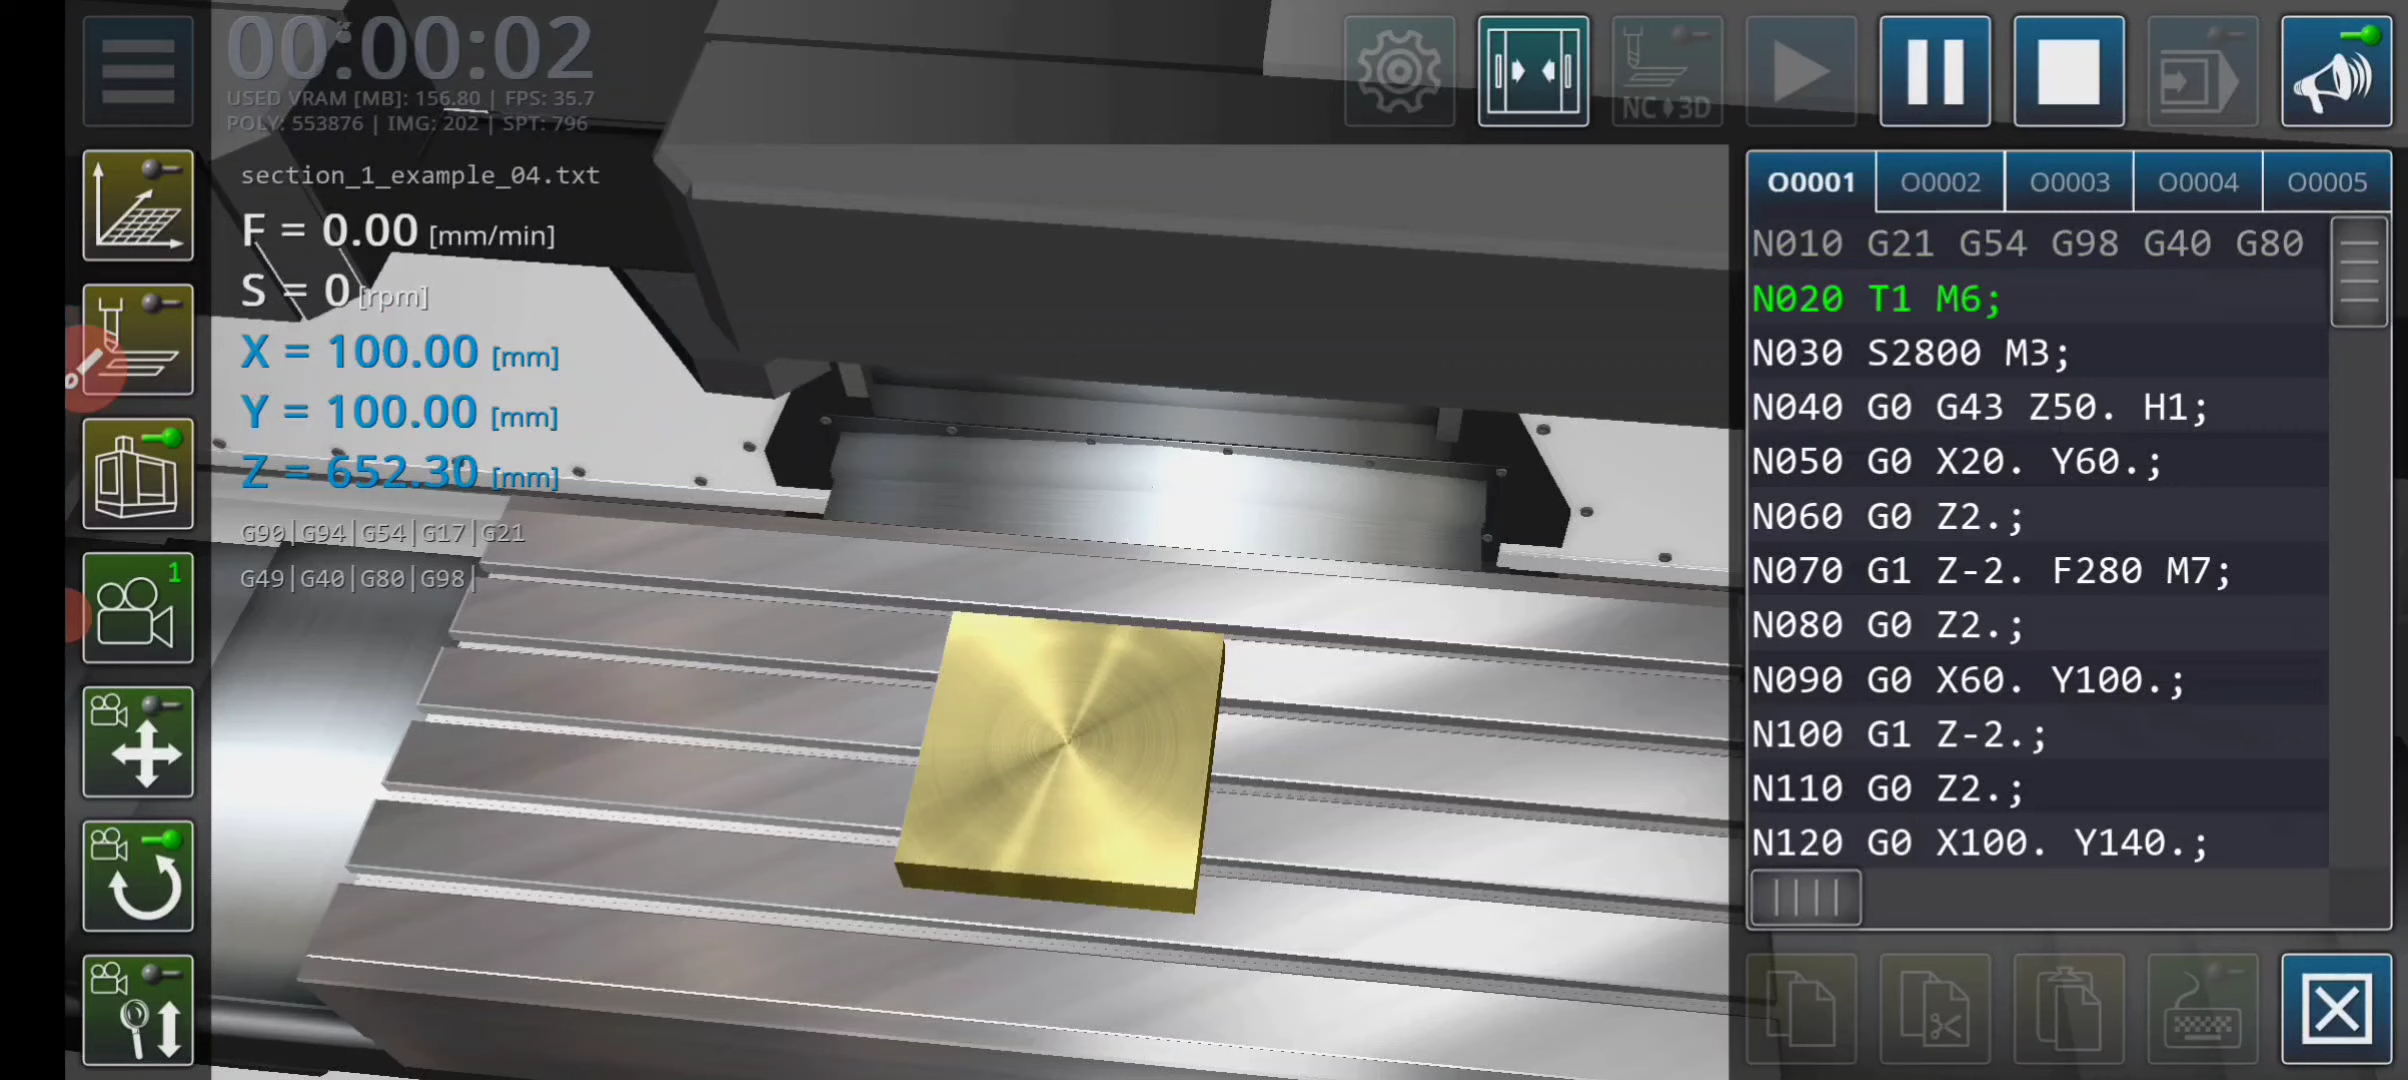 00:00:02
USED VRAM [MB]: 156.80 | FPS: 35.7
POLY: 553876 | IMG: 202 | SPT: 796
NC 3D
section_1_example_04.txt
F = 0.00 [mm/min]
S = 0 [rpm]
X = 100.00 [mm]
Y = 100.00 [mm]
Z = 652.30 [mm]
G90|G94|G54|G17|G21
G49|G40|G80|G98|
1
O0001 O0002 O0003 O0004 O0005
N010 G21 G54 G98 G40 G80
N020 T1 M6;
N030 S2800 M3;
N040 G0 G43 Z50. H1;
N050 G0 X20. Y60.;
N060 G0 Z2.;
N070 G1 Z-2. F280 M7;
N080 G0 Z2.;
N090 G0 X60. Y100.;
N100 G1 Z-2.;
N110 G0 Z2.;
N120 G0 X100. Y140.;